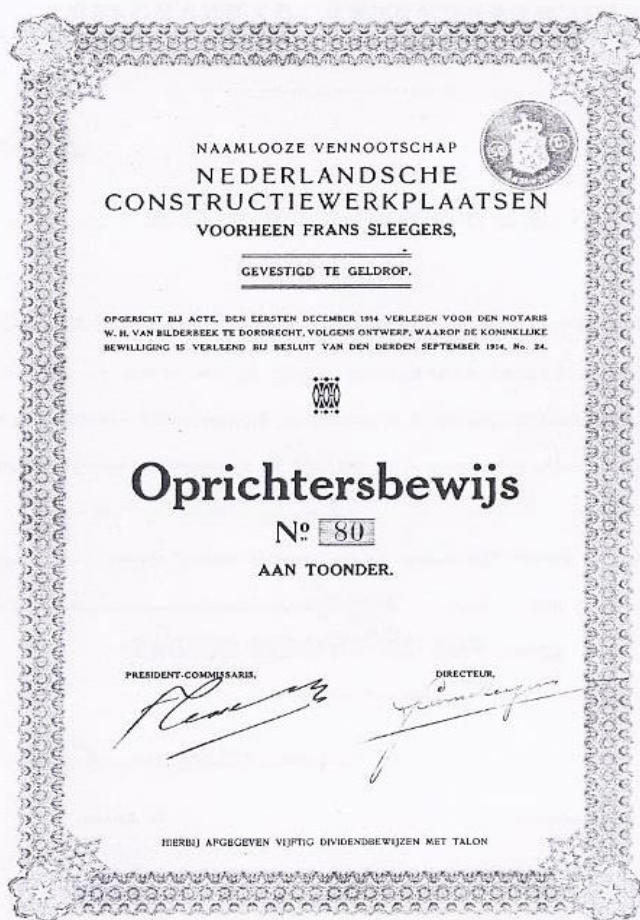 NAAMLOOZE VENNOOTSCHAP
NEDERLANDSCHE
CONSTRUCTIEWERKPLAATSEN
VOORHEEN FRANS SLEEGERS,
GEVESTIGD TE GELDROP.
OPGERICHT BIJ ACTE, DEN EERSTEN DECEMBER 1914 VERLEDEN VOOR DEN NOTARIS
W. H. VAN BILDERBEEK TE DORDRECHT, VOLGENS ONTWERP, WAAROP DE KONINKLIJKE
BEWILLIGING IS VERLEEND BIJ BESLUIT VAN DEN DERDEN SEPTEMBER 1914, No. 24.
Oprichtersbewijs
No 80
AAN TOONDER.
PRESIDENT-COMMISSARIS, DIRECTEUR,
HIERBIJ AFGEGEVEN VIJFTIG DIVIDENDBEWIJZEN MET TALON